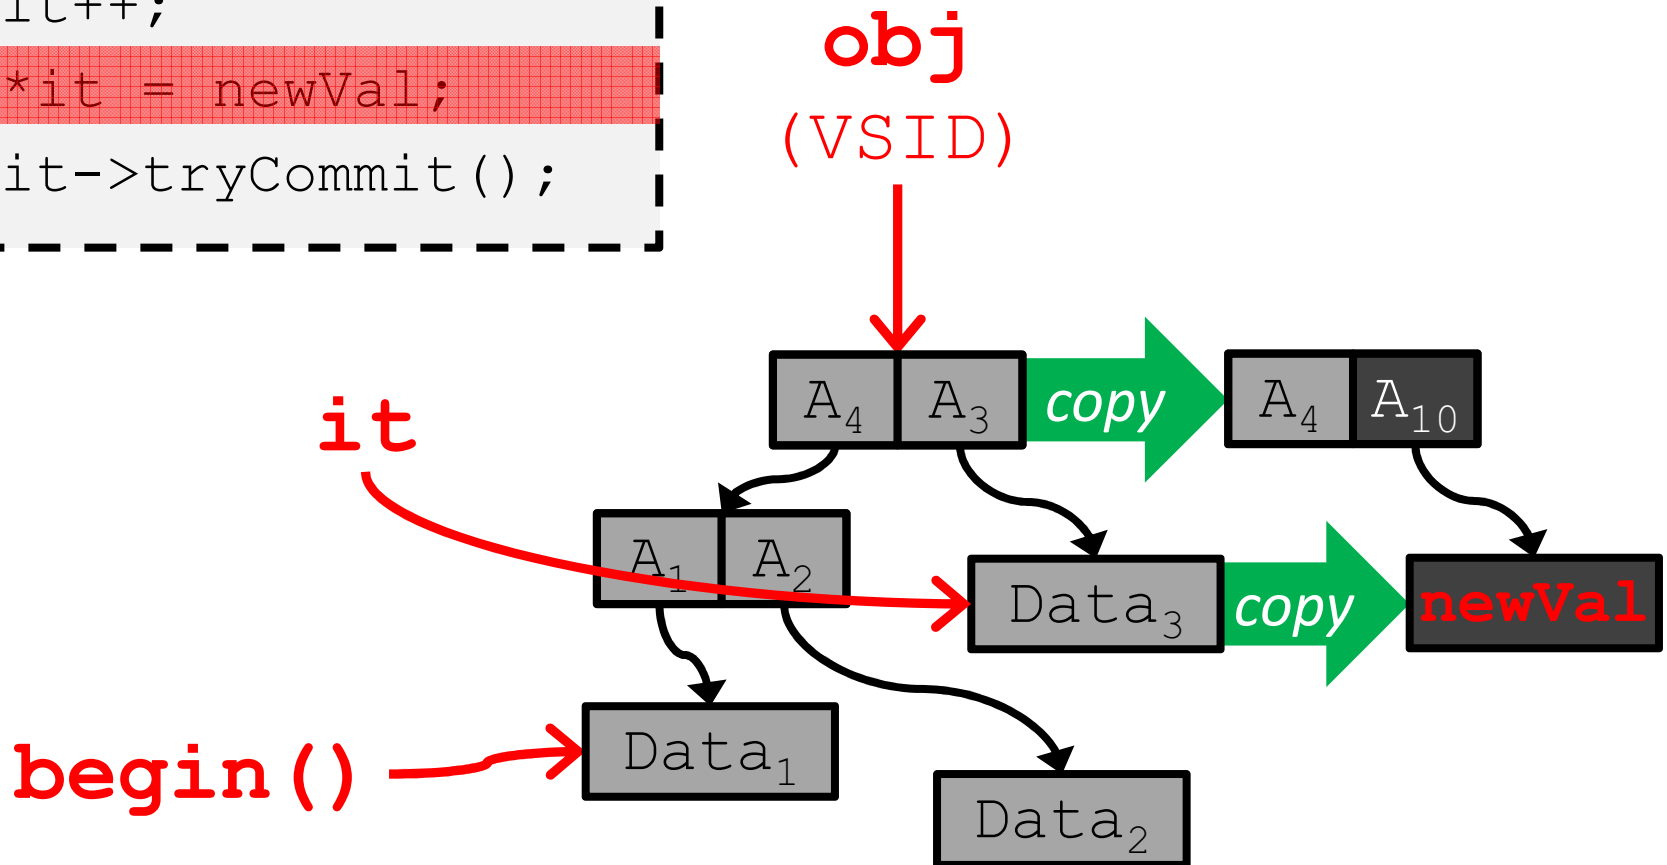 it++;
*it = newVal;
it->tryCommit();
obj
(VSID)
A4 A3 copy A4 A10
it
A1 A2
Data3 copy newVal
begin() Data1
Data2